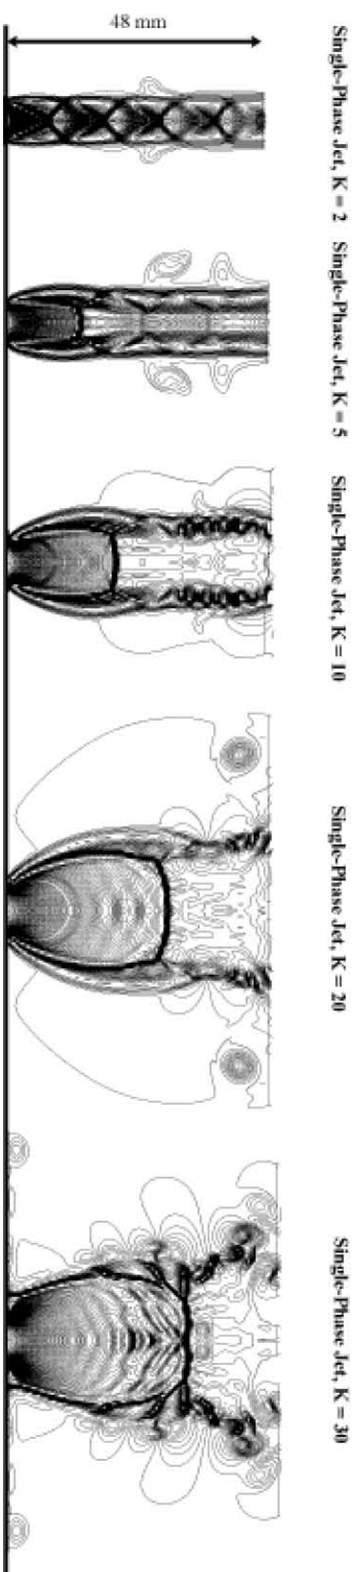 48 mm
Single-Phase Jet, K = 2
Single-Phase Jet, K = 5
Single-Phase Jet, K = 10
Single-Phase Jet, K = 20
Single-Phase Jet, K = 30